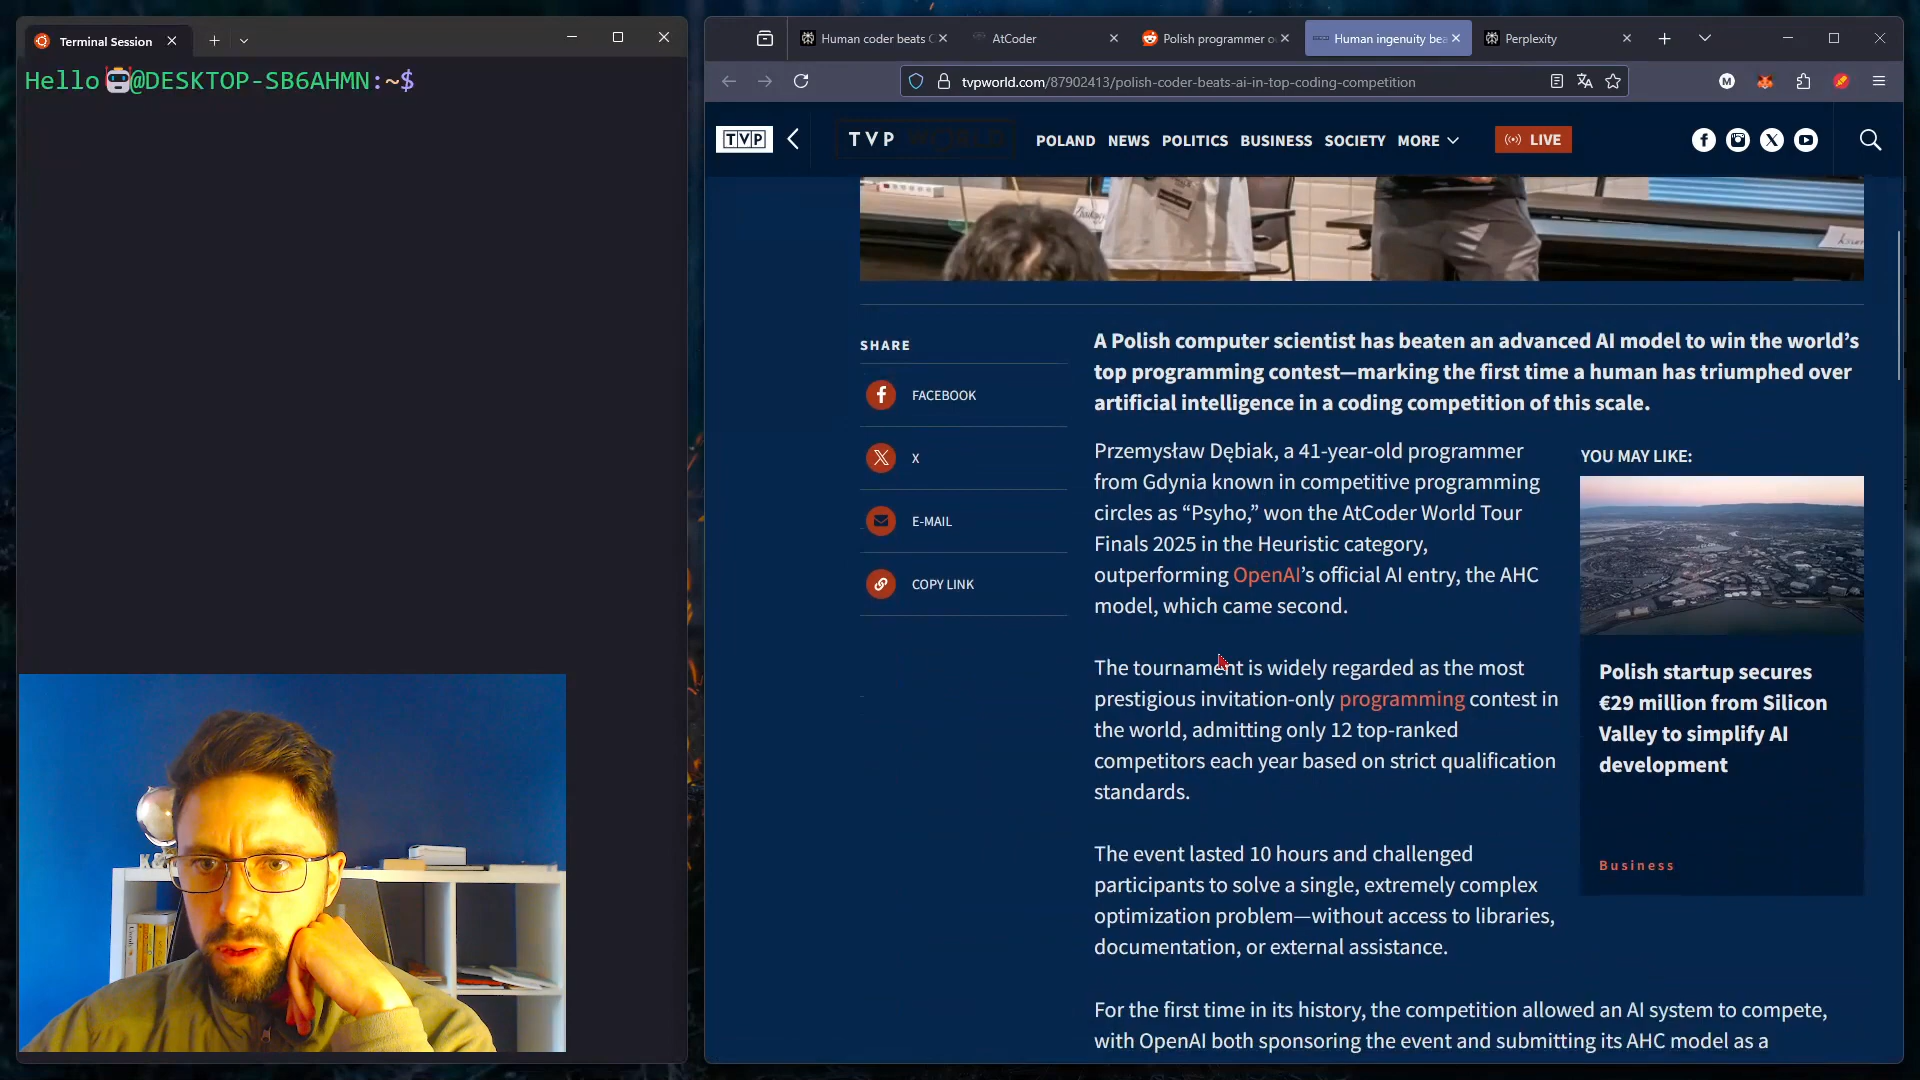 Terminal Session
Hello🤖@DESKTOP-SB6AHMN:~$
Human coder beats
AtCoder
Polish programmer
Human ingenuity bea
Perplexity
tvpworld.com/87902413/polish-coder-beats-ai-in-top-coding-competition
TVP
TVP WORLD
POLAND
NEWS
POLITICS
BUSINESS
SOCIETY
MORE
LIVE
SHARE
FACEBOOK
X
E-MAIL
COPY LINK
A Polish computer scientist has beaten an advanced AI model to win the world's
top programming contest—marking the first time a human has triumphed over
artificial intelligence in a coding competition of this scale.
Przemysław Dębiak, a 41-year-old programmer
from Gdynia known in competitive programming
circles as “Psyho,” won the AtCoder World Tour
Finals 2025 in the Heuristic category,
outperforming OpenAI's official AI entry, the AHC
model, which came second.
The tournament is widely regarded as the most
prestigious invitation-only programming contest in
the world, admitting only 12 top-ranked
competitors each year based on strict qualification
standards.
The event lasted 10 hours and challenged
participants to solve a single, extremely complex
optimization problem—without access to libraries,
documentation, or external assistance.
For the first time in its history, the competition allowed an AI system to compete,
with OpenAI both sponsoring the event and submitting its AHC model as a
YOU MAY LIKE:
Polish startup secures
€29 million from Silicon
Valley to simplify AI
development
Business